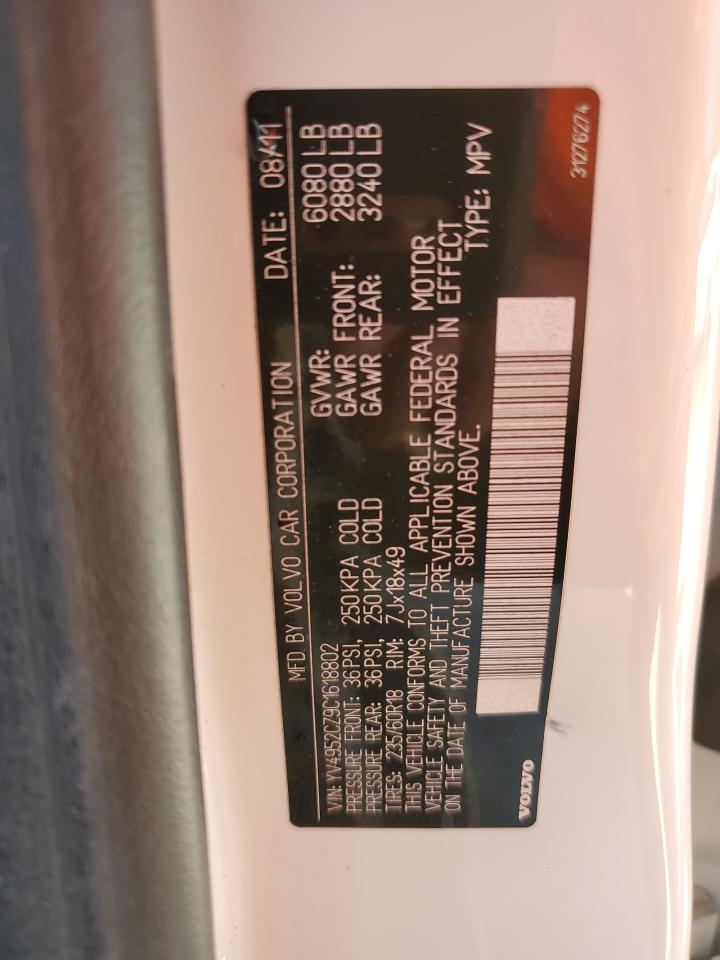 MFD BY VOLVO CAR CORPORATION DATE: 08/11
VIN: YV4952CZ9C1618802 GVWR: 6080 LB
PRESSURE FRONT: 36PSI, 250KPA COLD GAWR FRONT: 2880 LB
PRESSURE REAR: 36PSI, 250KPA COLD GAWR REAR: 3240 LB
TIRES: 235/60R18 RIM: 7Jx18x49
THIS VEHICLE CONFORMS TO ALL APPLICABLE FEDERAL MOTOR
VEHICLE SAFETY AND THEFT PREVENTION STANDARDS IN EFFECT
ON THE DATE OF MANUFACTURE SHOWN ABOVE. TYPE: MPV
VOLVO
31276274